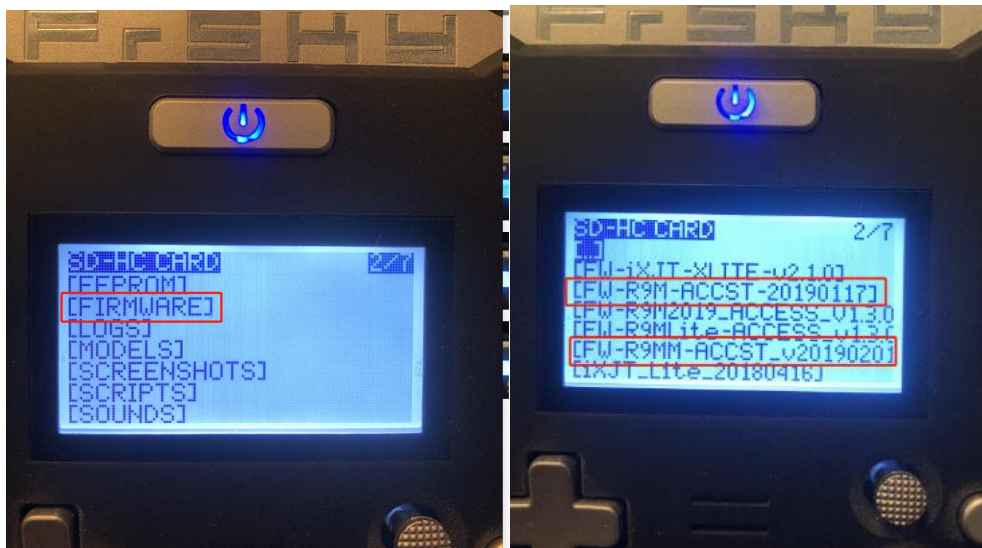 FrSKY
SD-HC CARD 2/7
[EEPROM]
[FIRMWARE]
[LOGS]
[MODELS]
[SCREENSHOTS]
[SCRIPTS]
[SOUNDS]
FrSKY
SD-HC CARD 2/7
[..]
[FW-iXJT-XLITE-v2.1.0]
[FW-R9M-ACCST-20190117]
[FW-R9M2019_ACCESS_v1.3.0
[FW-R9MLite-ACCESS_v1.3.0
[FW-R9MM-ACCST_v20190201
[iXJT_Lite_20180416]